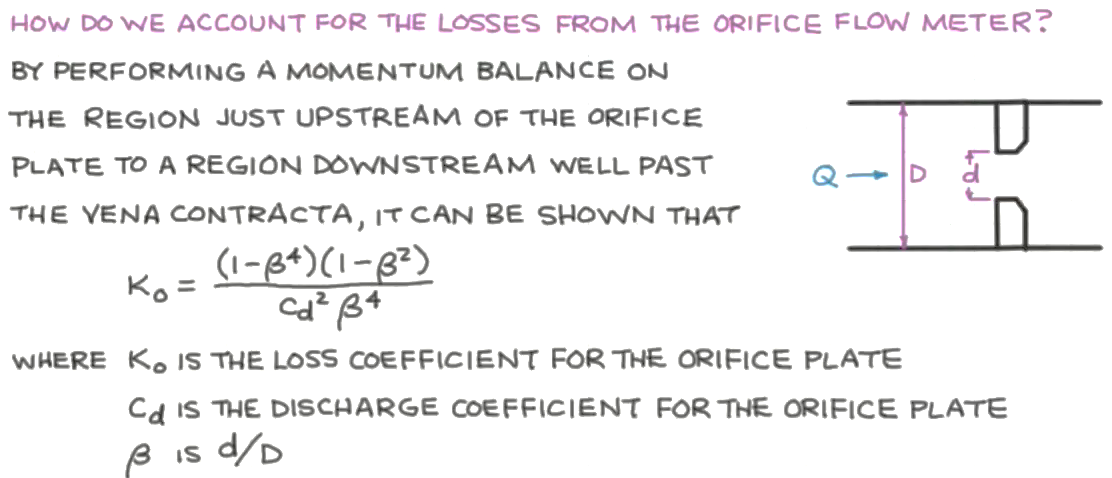 HOW DO WE ACCOUNT FOR THE LOSSES FROM THE ORIFICE FLOW METER?
BY PERFORMING A MOMENTUM BALANCE ON
THE REGION JUST UPSTREAM OF THE ORIFICE
PLATE TO A REGION DOWNSTREAM WELL PAST
THE VENA CONTRACTA, IT CAN BE SHOWN THAT
Q → D d
K₀ = (1-β⁴)(1-β²) / Cd² β⁴
WHERE K₀ IS THE LOSS COEFFICIENT FOR THE ORIFICE PLATE
Cd IS THE DISCHARGE COEFFICIENT FOR THE ORIFICE PLATE
β IS d/D